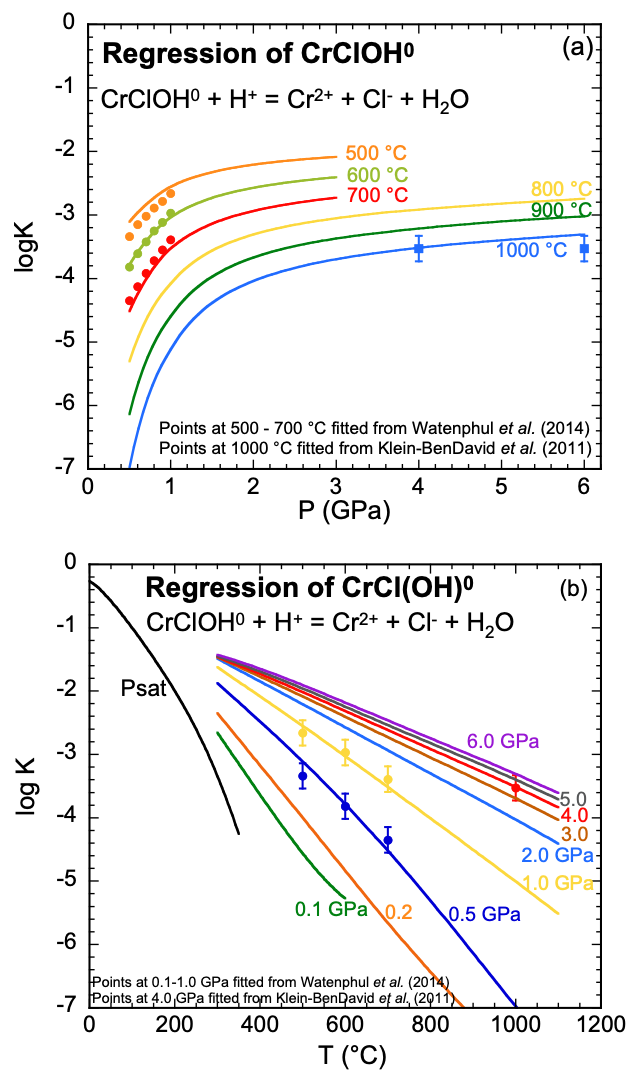 0
Regression of CrClOH⁰
(a)
CrClOH⁰ + H⁺ = Cr²⁺ + Cl⁻ + H₂O
-1
-2
500 °C
600 °C
700 °C
800 °C
900 °C
-3
1000 °C
logK
-4
-5
-6
Points at 500 - 700 °C fitted from Watenphul et al. (2014)
Points at 1000 °C fitted from Klein-BenDavid et al. (2011)
-7
0 1 2 3 4 5 6
P (GPa)
0
Regression of CrCl(OH)⁰
(b)
CrClOH⁰ + H⁺ = Cr²⁺ + Cl⁻ + H₂O
-1
Psat
-2
6.0 GPa
-3
5.0
4.0
3.0
2.0 GPa
1.0 GPa
log K
-4
-5
0.1 GPa
0.2
0.5 GPa
-6
Points at 0.1-1.0 GPa fitted from Watenphul et al. (2014)
Points at 4.0 GPa fitted from Klein-BenDavid et al. (2011)
-7
0 200 400 600 800 1000 1200
T (°C)